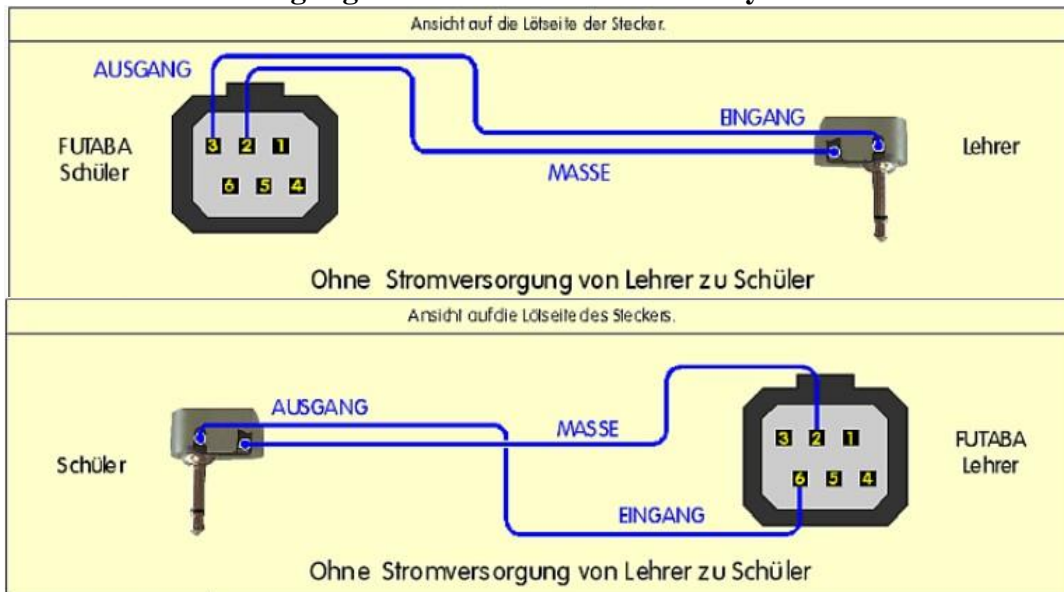 Ansicht auf die Lötseite der Stecker.
AUSGANG
EINGANG
FUTABA
Schüler
3 2 1
6 5 4
MASSE
Lehrer
Ohne Stromversorgung von Lehrer zu Schüler
Ansicht auf die Lötseite des Steckers.
AUSGANG
MASSE
Schüler
3 2 1
6 5 4
FUTABA
Lehrer
EINGANG
Ohne Stromversorgung von Lehrer zu Schüler